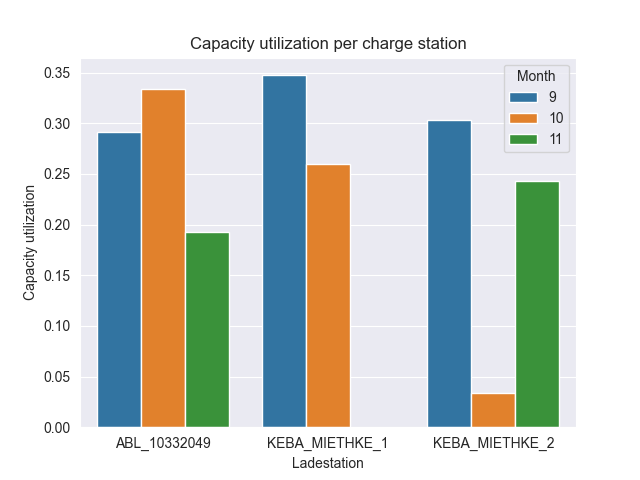 Capacity utilization per charge station
Month
9
10
11
0.35
0.30
0.25
0.20
0.15
0.10
0.05
0.00
Capacity utilization
ABL_10332049
KEBA_MIETHKE_1
KEBA_MIETHKE_2
Ladestation